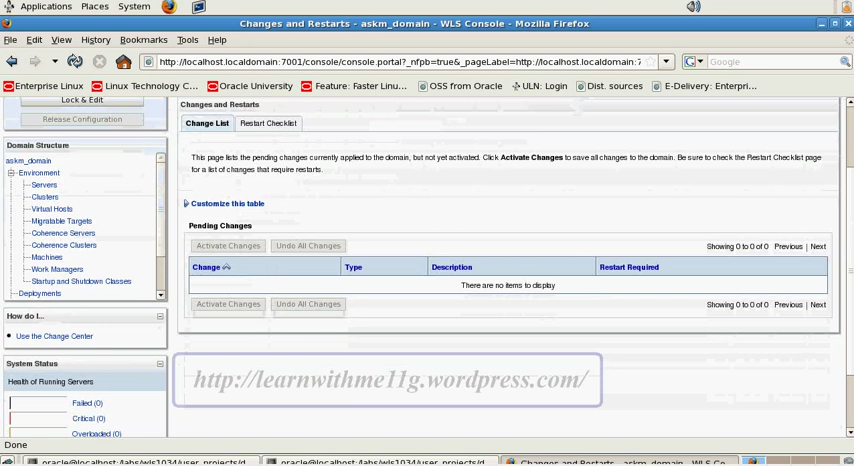 Applications Places System
Changes and Restarts - askm_domain - WLS Console - Mozilla Firefox
File Edit View History Bookmarks Tools Help
http://localhost.localdomain:7001/console/console.portal?_nfpb=true&_pageLabel=http://localhost.localdomain:7
Google
Enterprise Linux Linux Technology C... Oracle University Feature: Faster Linu... OSS from Oracle ULN: Login Dist. sources E-Delivery: Enterpri...
Lock & Edit
Release Configuration
Domain Structure
askm_domain
Environment
Servers
Clusters
Virtual Hosts
Migratable Targets
Coherence Servers
Coherence Clusters
Machines
Work Managers
Startup and Shutdown Classes
Deployments
How do I...
Use the Change Center
System Status
Health of Running Servers
Failed (0)
Critical (0)
Overloaded (0)
Changes and Restarts
Change List Restart Checklist
This page lists the pending changes currently applied to the domain, but not yet activated. Click Activate Changes to save all changes to the domain. Be sure to check the Restart Checklist page
for a list of changes that require restarts.
Customize this table
Pending Changes
Activate Changes Undo All Changes Showing 0 to 0 of 0 Previous | Next
Change Type Description Restart Required
There are no items to display
Activate Changes Undo All Changes Showing 0 to 0 of 0 Previous | Next
http://learnwithme11g.wordpress.com/
Done
oracle@localhost:/labs/wls1034/user_projects/d... oracle@localhost:/labs/wls1034/user_projects/d... Changes and Restarts - askm_domain - WLS Co...